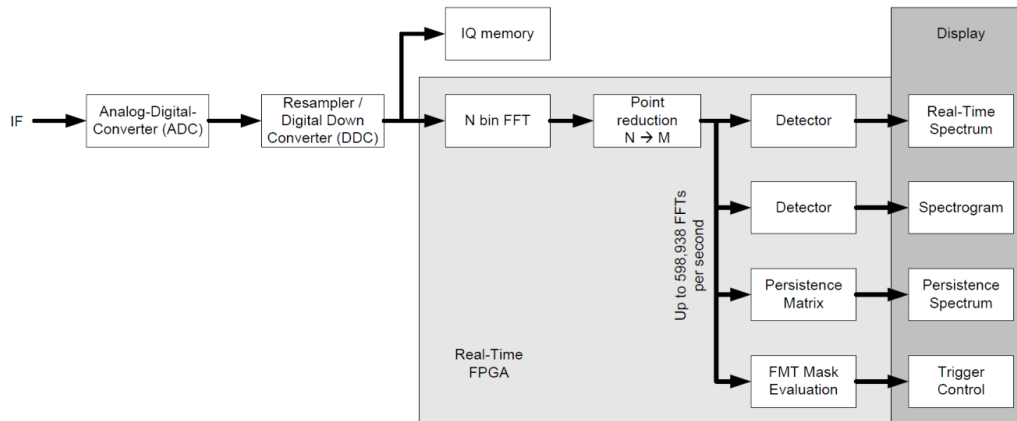 IQ memory
Display
IF
Analog-Digital-
Converter (ADC)
Resampler /
Digital Down
Converter (DDC)
N bin FFT
Point
reduction
N → M
Detector
Real-Time
Spectrum
Up to 598,938 FFTs
per second
Detector
Spectrogram
Persistence
Matrix
Persistence
Spectrum
Real-Time
FPGA
FMT Mask
Evaluation
Trigger
Control